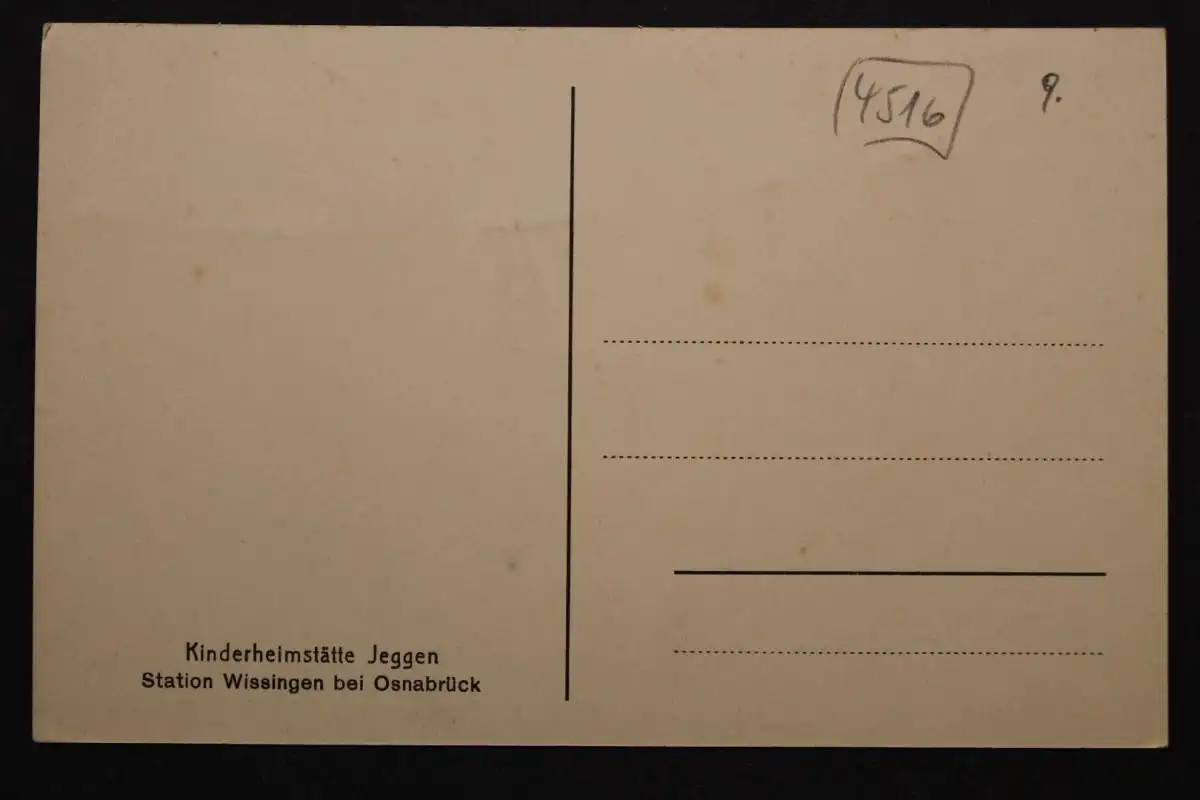 4516
9.
Kinderheimstätte Jeggen
Station Wissingen bei Osnabrück